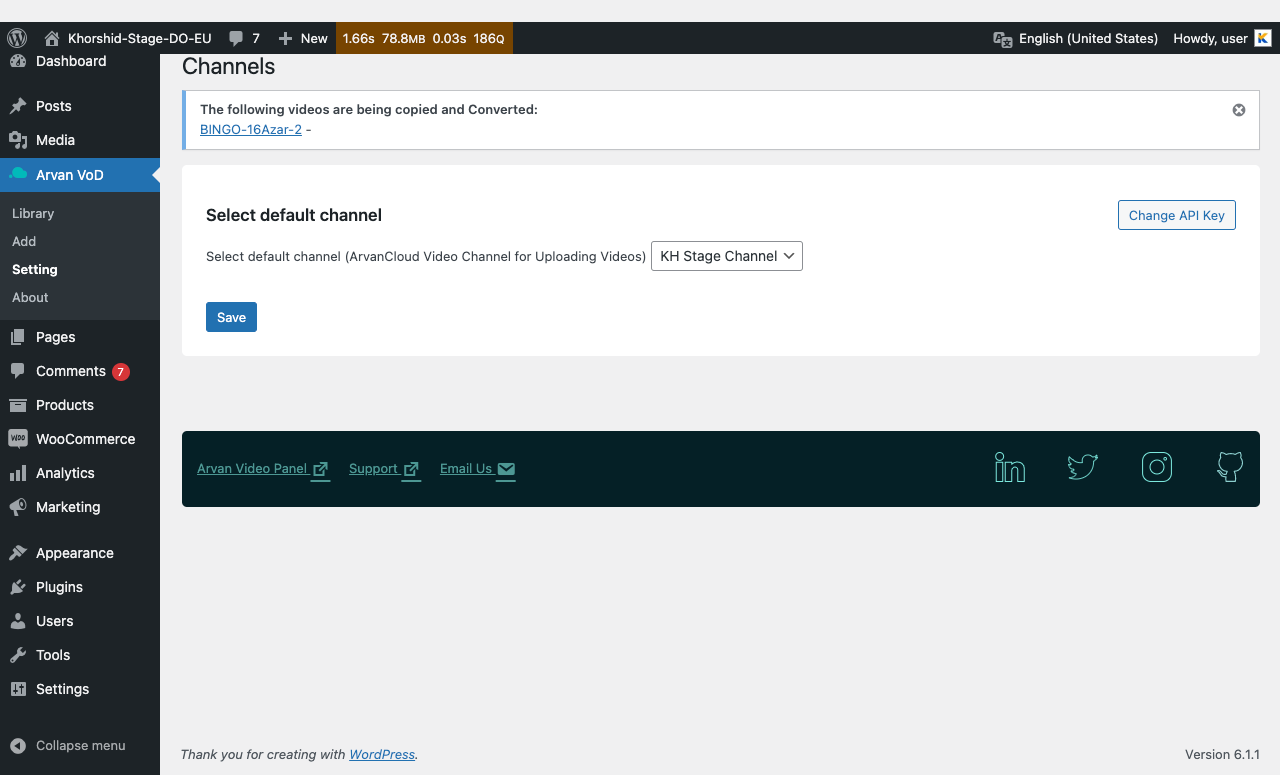 Khorshid-Stage-DO-EU 7 New 1.66s 78.8MB 0.03s 186Q English (United States) Howdy, user
Dashboard
Posts
Media
Arvan VoD
Library
Add
Setting
About
Pages
Comments 7
Products
WooCommerce
Analytics
Marketing
Appearance
Plugins
Users
Tools
Settings
Collapse menu
Channels
The following videos are being copied and Converted:
BINGO-16Azar-2 -
Select default channel
Change API Key
Select default channel (ArvanCloud Video Channel for Uploading Videos) KH Stage Channel
Save
Arvan Video Panel Support Email Us
Thank you for creating with WordPress.
Version 6.1.1